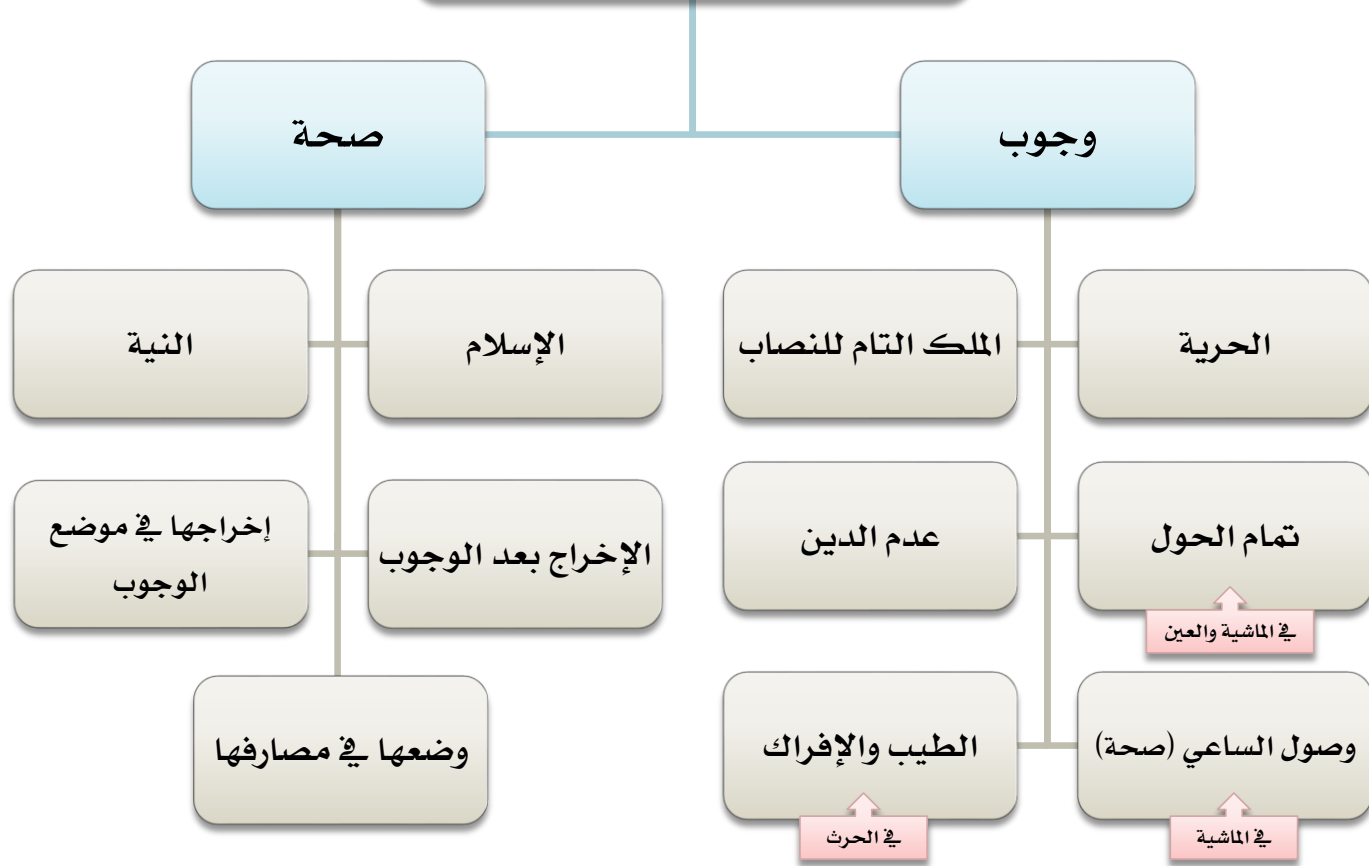 وجوب
صحة
الحرية
الملك التام للنصاب
الإسلام
النية
تمام الحول
في الماشية والعين
عدم الدين
الإخراج بعد الوجوب
إخراجها في موضع
الوجوب
وصول الساعي (صحة)
في الماشية
الطيب والإفراك
في الحرث
وضعها في مصارفها